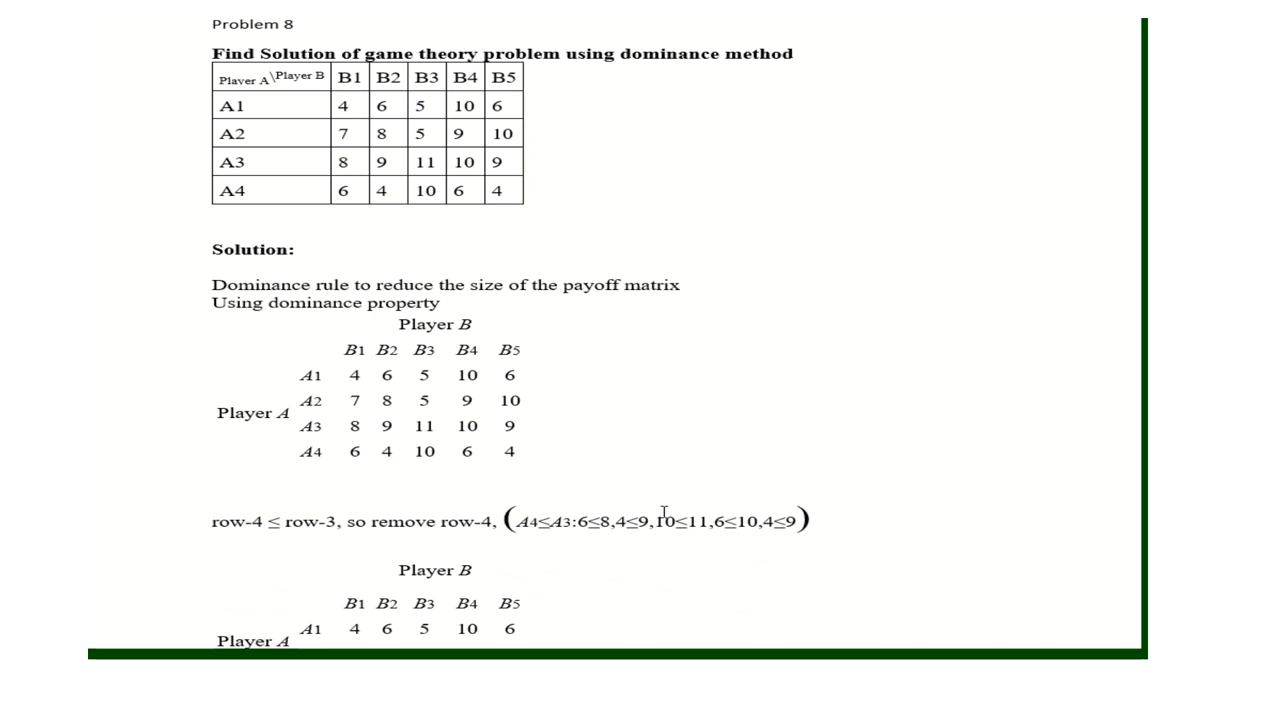 Problem 8
Find Solution of game theory problem using dominance method
Player A\Player B B1 B2 B3 B4 B5
A1 4 6 5 10 6
A2 7 8 5 9 10
A3 8 9 11 10 9
A4 6 4 10 6 4
Solution:
Dominance rule to reduce the size of the payoff matrix
Using dominance property
Player B
B1 B2 B3 B4 B5
A1 4 6 5 10 6
A2 7 8 5 9 10
Player A
A3 8 9 11 10 9
A4 6 4 10 6 4
row-4 ≤ row-3, so remove row-4, (A4≤A3:6≤8,4≤9,10≤11,6≤10,4≤9)
Player B
B1 B2 B3 B4 B5
A1 4 6 5 10 6
Player A